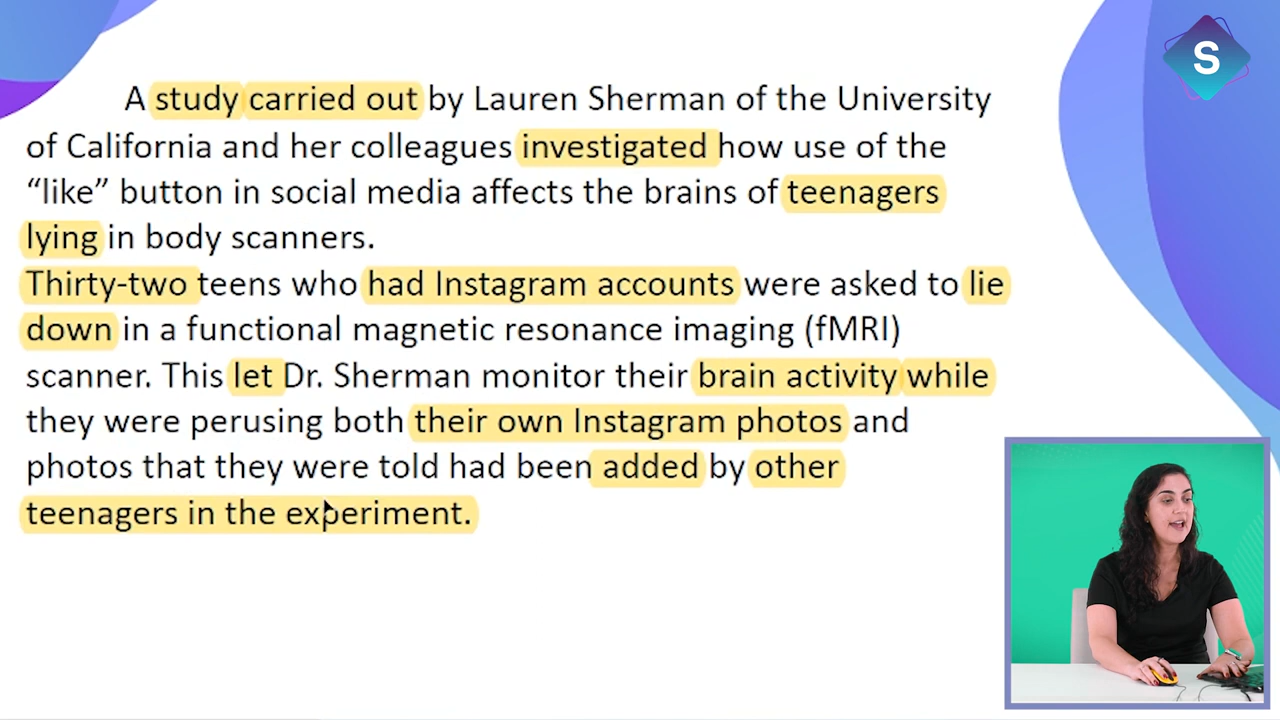 S
A study carried out by Lauren Sherman of the University
of California and her colleagues investigated how use of the
“like” button in social media affects the brains of teenagers
lying in body scanners.
Thirty-two teens who had Instagram accounts were asked to lie
down in a functional magnetic resonance imaging (fMRI)
scanner. This let Dr. Sherman monitor their brain activity while
they were perusing both their own Instagram photos and
photos that they were told had been added by other
teenagers in the experiment.